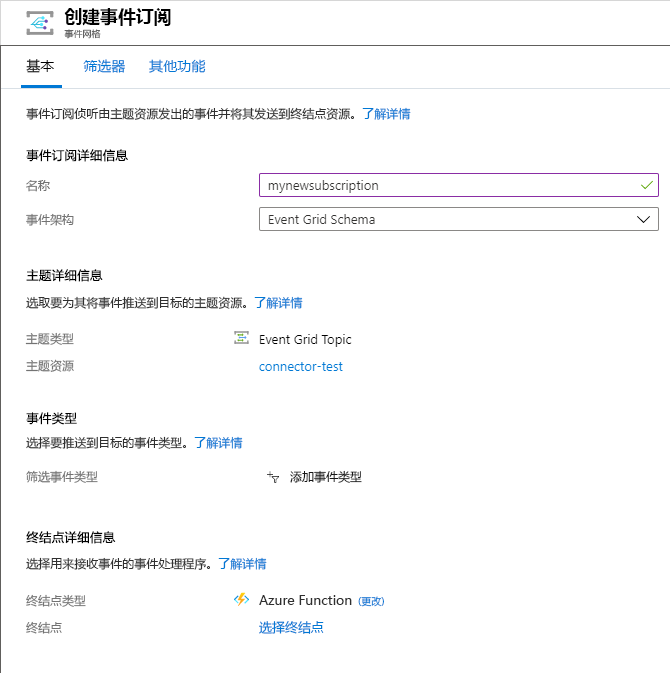 创建事件订阅
事件网格
基本 筛选器 其他功能
事件订阅侦听由主题资源发出的事件并将其发送到终结点资源。了解详情
事件订阅详细信息
名称 mynewsubscription
事件架构 Event Grid Schema
主题详细信息
选取要为其将事件推送到目标的主题资源。了解详情
主题类型 Event Grid Topic
主题资源 connector-test
事件类型
选择要推送到目标的事件类型。了解详情
筛选事件类型 添加事件类型
终结点详细信息
选择用来接收事件的事件处理程序。了解详情
终结点类型 Azure Function (更改)
终结点 选择终结点